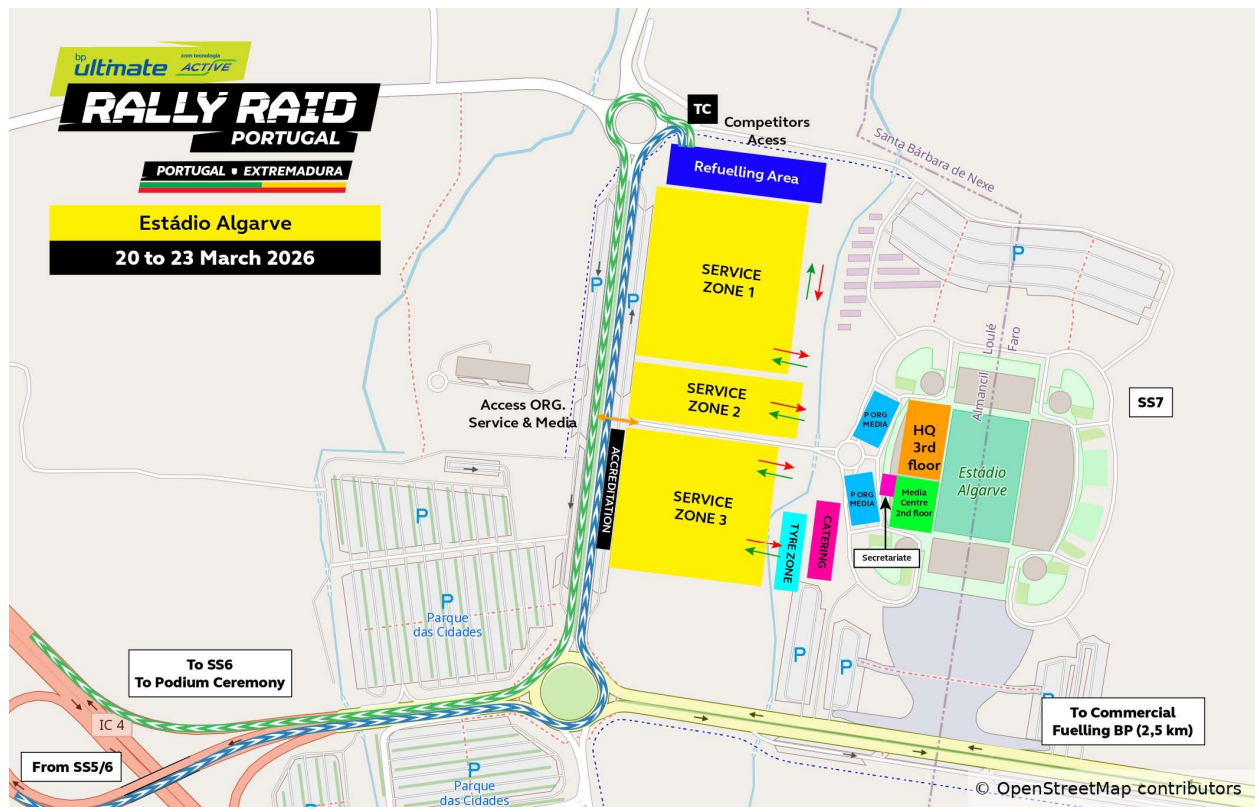 bp
ultimate
com tecnologia
ACTIVE
RALLY RAID
PORTUGAL
PORTUGAL EXTREMADURA
Estádio Algarve
20 to 23 March 2026
TC
Competitors
Acess
Refuelling Area
Santa Bárbara de Nexe
P
SERVICE
ZONE 1
P
P
Almancil
Loulé
Faro
SERVICE
ZONE 2
Access ORG.
Service & Media
SS7
P ORG
MEDIA
HQ
3rd
floor
Estádio
Algarve
ACCREDITATION
SERVICE
ZONE 3
P ORG
MEDIA
Media
Centre
2nd floor
P
TYRE ZONE
CATERING
Secretariate
P
Parque
das Cidades
P
P
P
To SS6
To Podium Ceremony
IC 4
To Commercial
Fuelling BP (2,5 km)
From SS5/6
P
Parque
das Cidades
P
P
© OpenStreetMap contributors